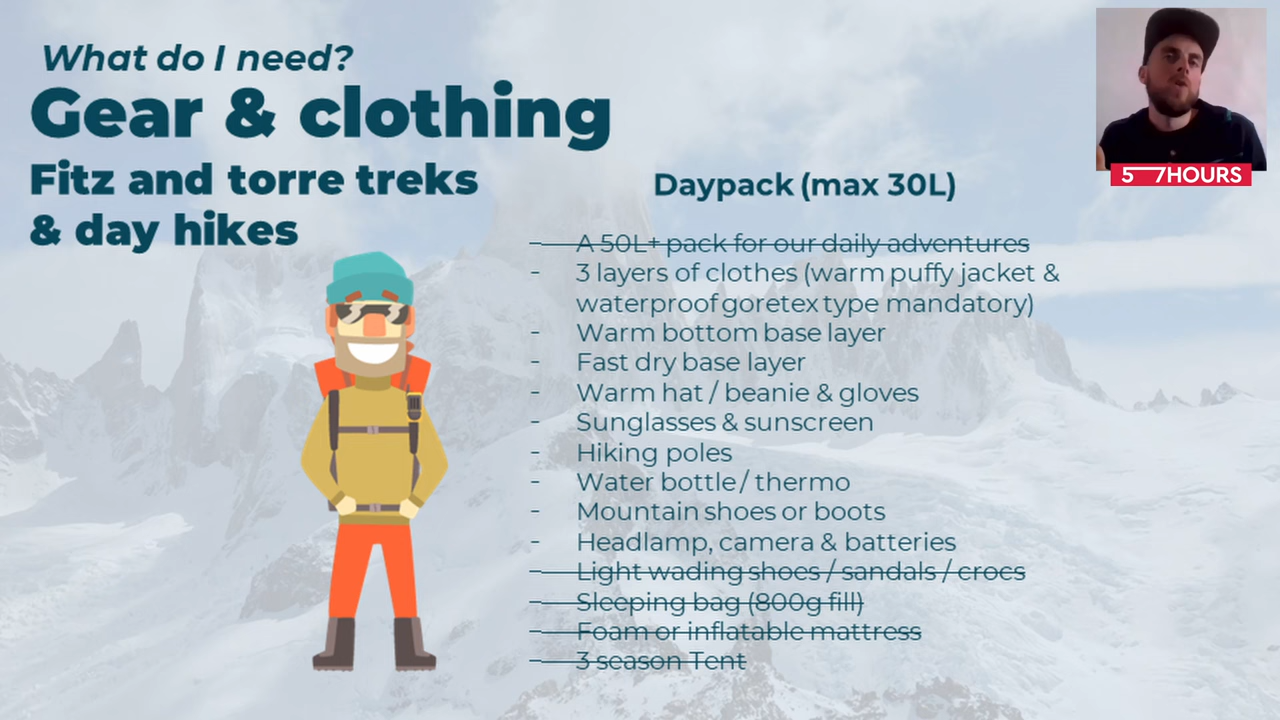 What do I need?
Gear & clothing
Fitz and torre treks
& day hikes
5 7HOURS
Daypack (max 30L)
- A 50L+ pack for our daily adventures
- 3 layers of clothes (warm puffy jacket &
waterproof goretex type mandatory)
- Warm bottom base layer
- Fast dry base layer
- Warm hat / beanie & gloves
- Sunglasses & sunscreen
- Hiking poles
- Water bottle / thermo
- Mountain shoes or boots
- Headlamp, camera & batteries
- Light wading shoes / sandals / crocs
- Sleeping bag (800g fill)
- Foam or inflatable mattress
- 3 season Tent